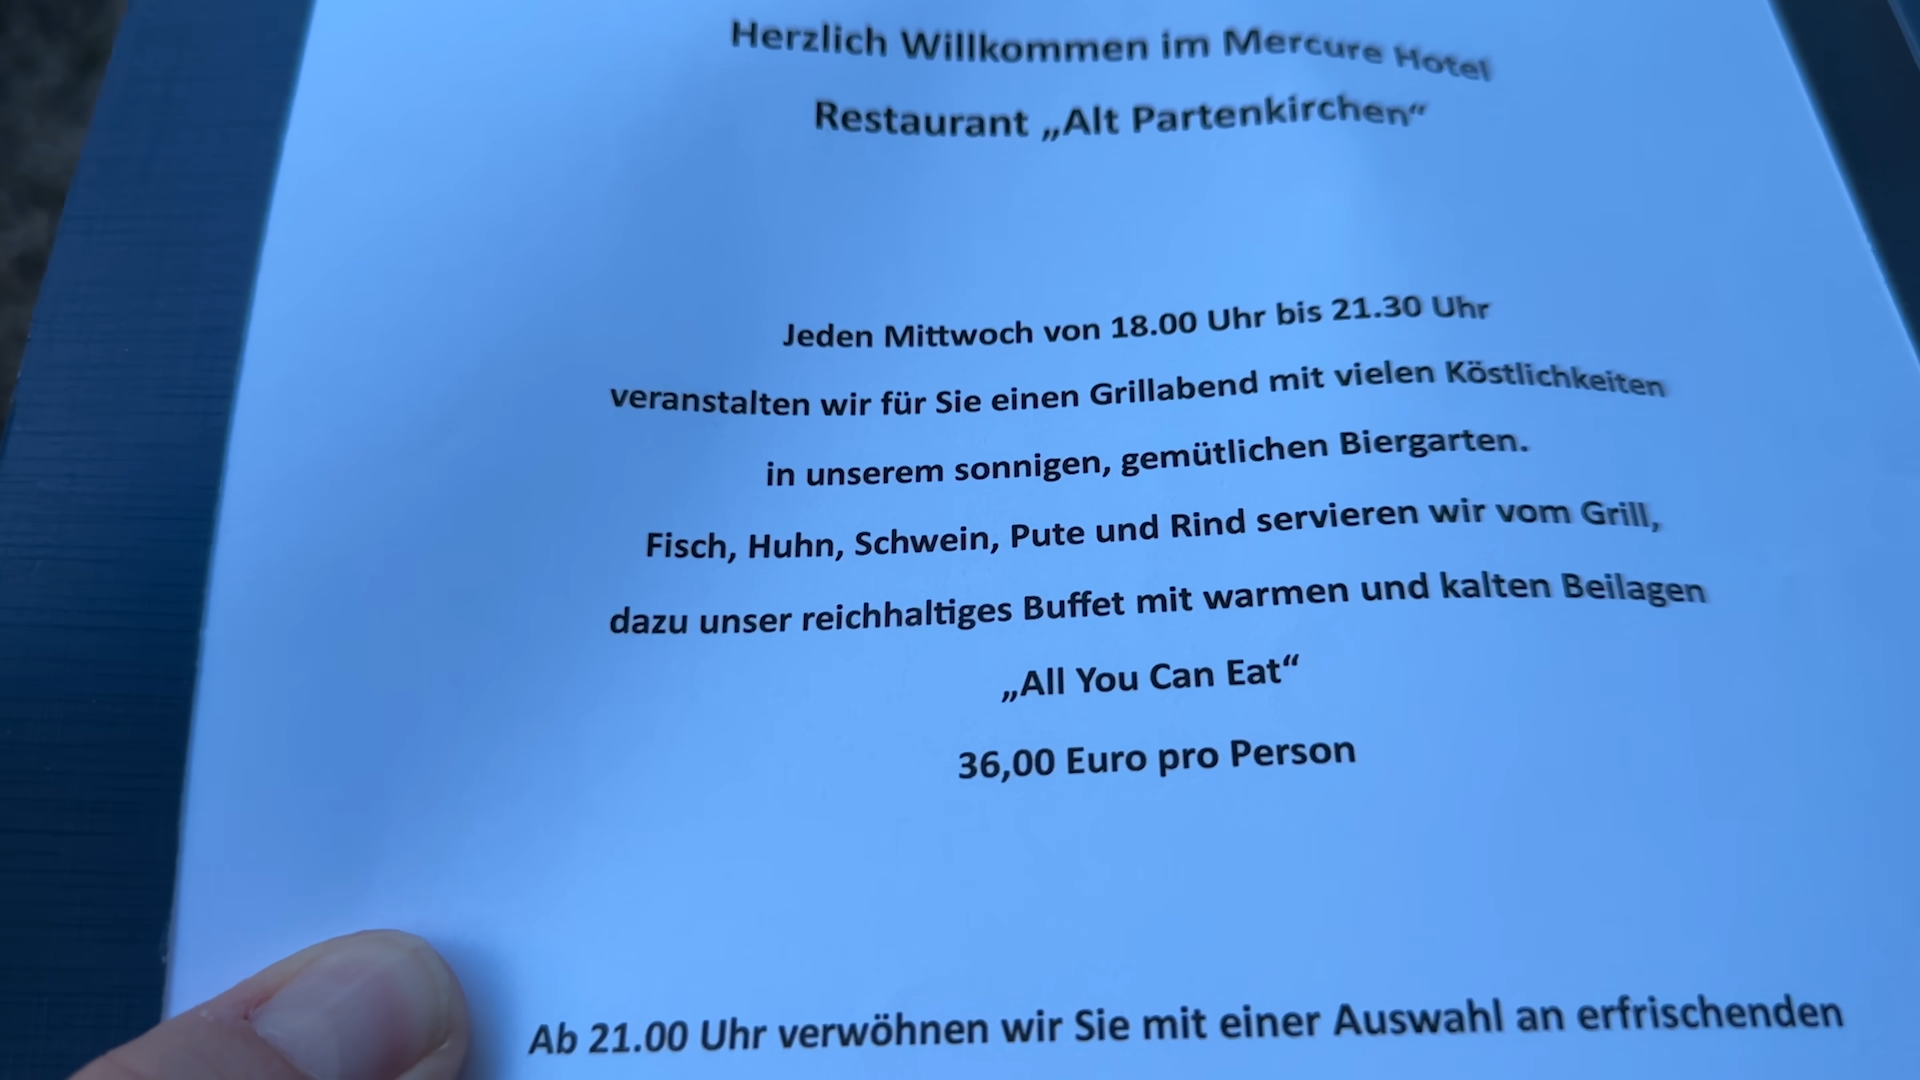 Herzlich Willkommen im Mercure Hotel
Restaurant „Alt Partenkirchen“
Jeden Mittwoch von 18.00 Uhr bis 21.30 Uhr
veranstalten wir für Sie einen Grillabend mit vielen Köstlichkeiten
in unserem sonnigen, gemütlichen Biergarten.
Fisch, Huhn, Schwein, Pute und Rind servieren wir vom Grill,
dazu unser reichhaltiges Buffet mit warmen und kalten Beilagen
„All You Can Eat“
36,00 Euro pro Person
Ab 21.00 Uhr verwöhnen wir Sie mit einer Auswahl an erfrischenden